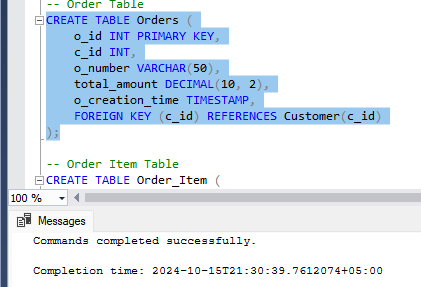 -- Order Table
CREATE TABLE Orders (
o_id INT PRIMARY KEY,
c_id INT,
o_number VARCHAR(50),
total_amount DECIMAL(10, 2),
o_creation_time TIMESTAMP,
FOREIGN KEY (c_id) REFERENCES Customer(c_id)
);
-- Order Item Table
CREATE TABLE Order_Item (
100 %
Messages
Commands completed successfully.
Completion time: 2024-10-15T21:30:39.7612074+05:00